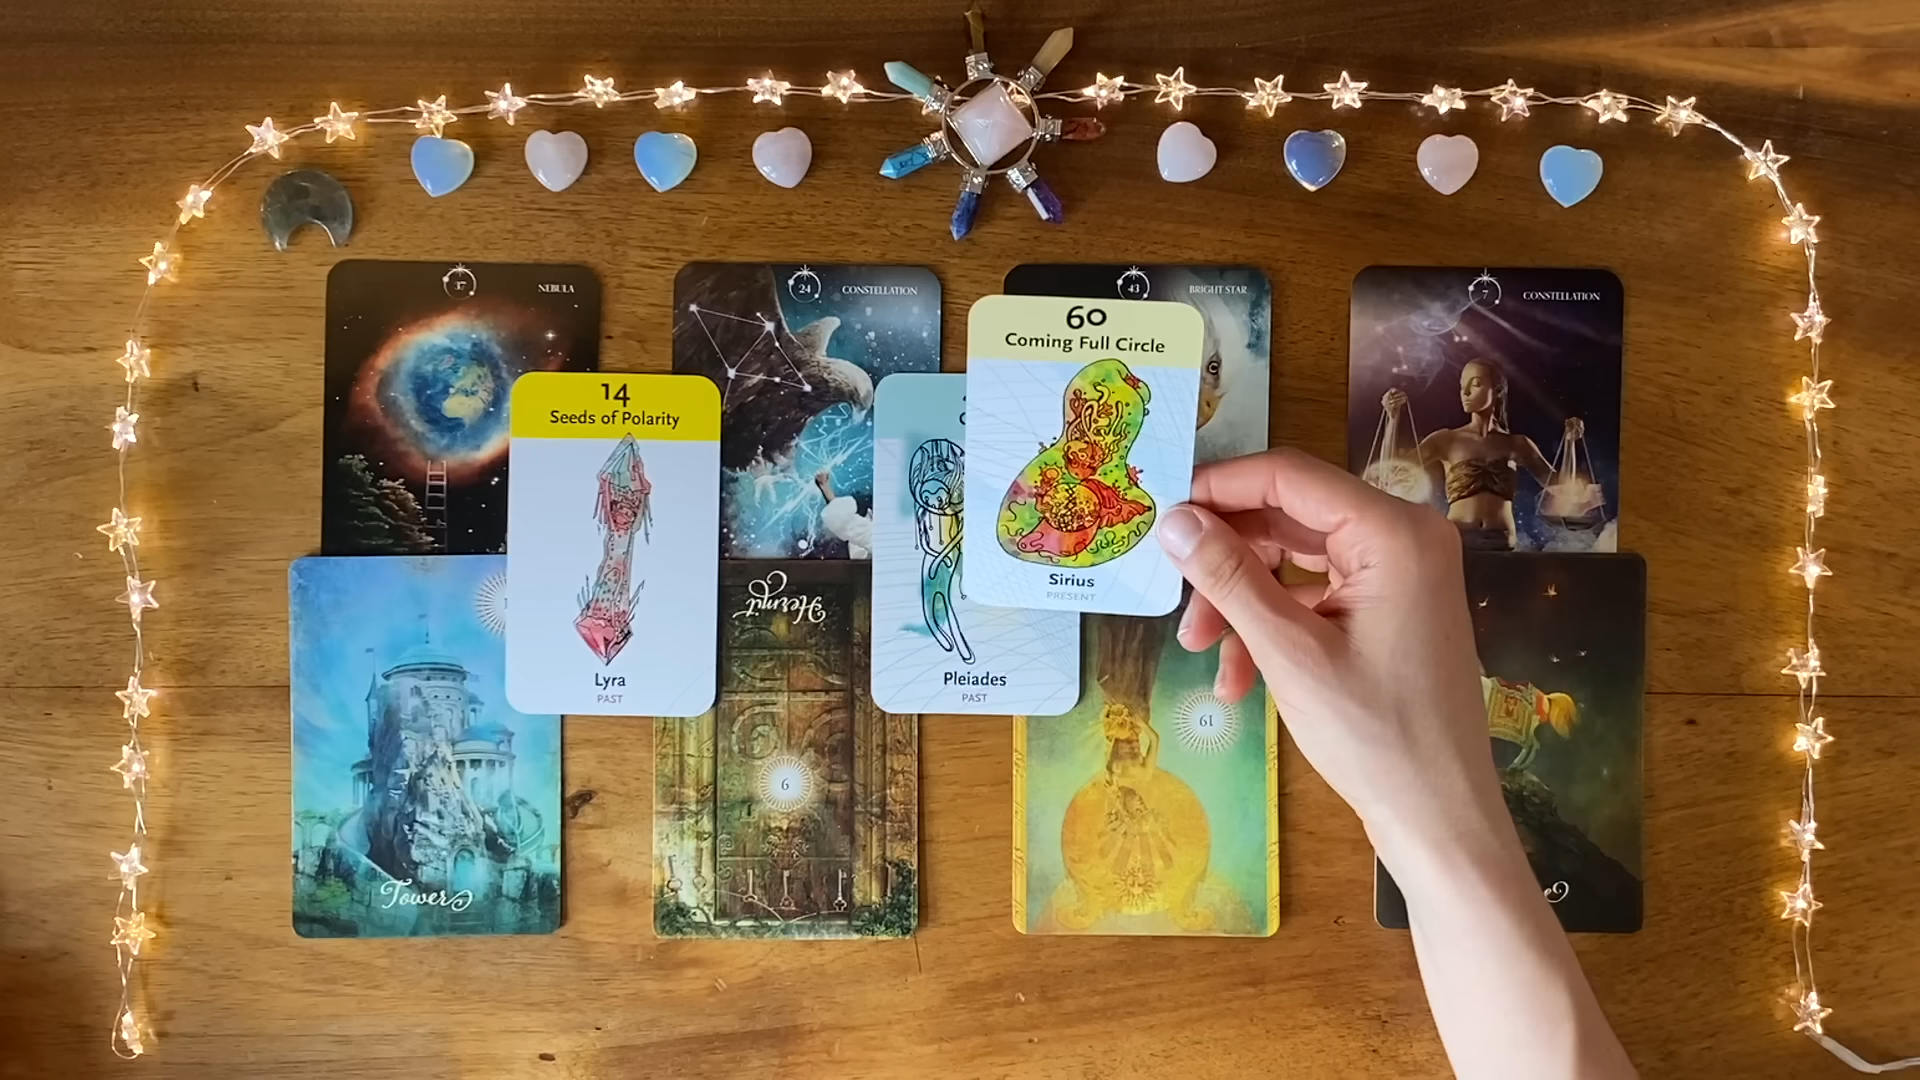 37
NEBULA
24
CONSTELLATION
43
BRIGHT STAR
7
CONSTELLATION
60
Coming Full Circle
Sirius
PRESENT
14
Seeds of Polarity
Lyra
PAST
Pleiades
PAST
Hermit
9
19
Tower